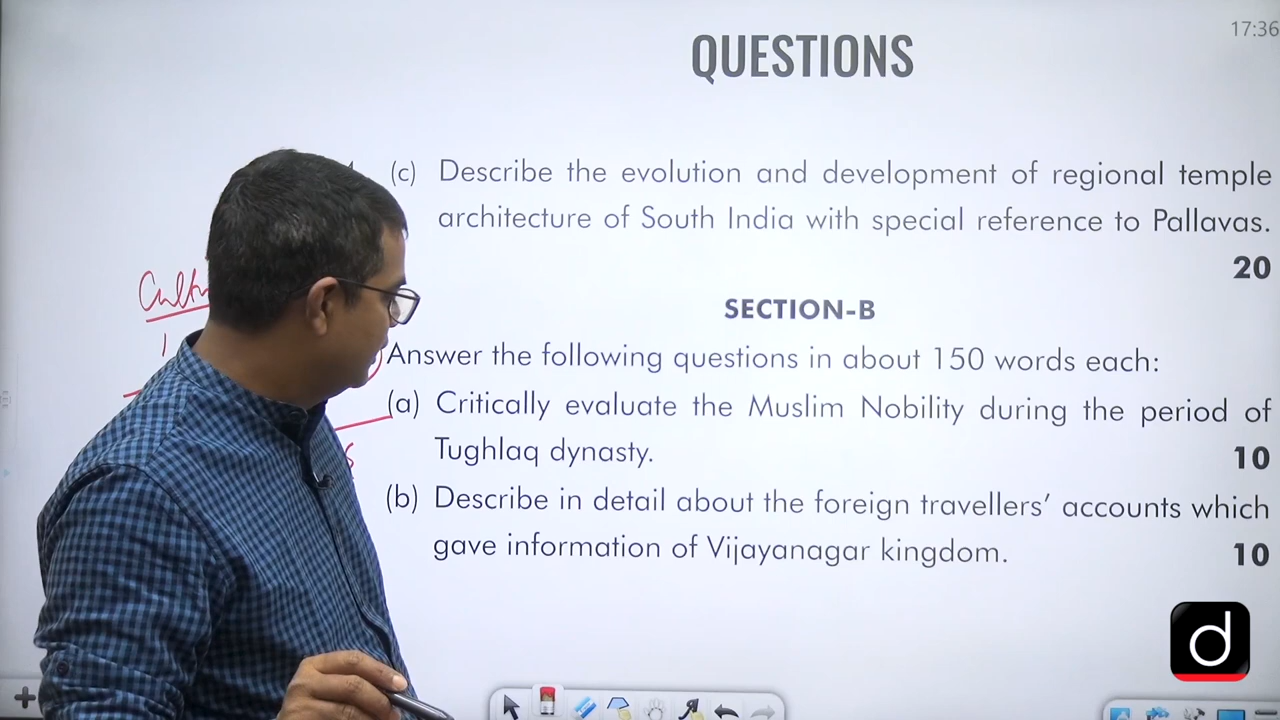 17:36
QUESTIONS
(c) Describe the evolution and development of regional temple
architecture of South India with special reference to Pallavas.
20
SECTION-B
Answer the following questions in about 150 words each:
(a) Critically evaluate the Muslim Nobility during the period of
Tughlaq dynasty. 10
(b) Describe in detail about the foreign travellers’ accounts which
gave information of Vijayanagar kingdom. 10
d